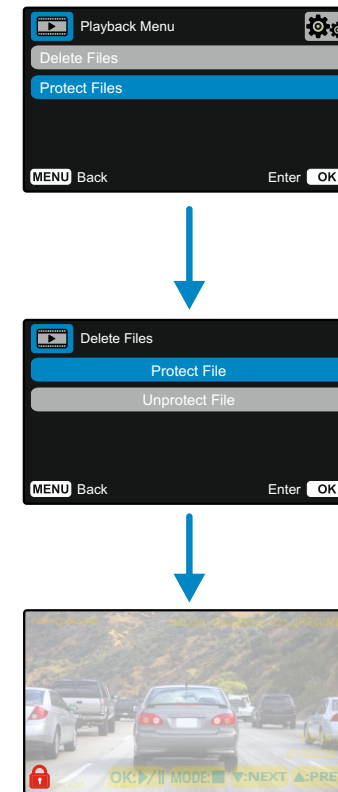 Playback Menu
Delete Files
Protect Files
MENU Back Enter OK
Delete Files
Protect File
Unprotect File
MENU Back Enter OK
OK: / MODE: :NEXT :PRE